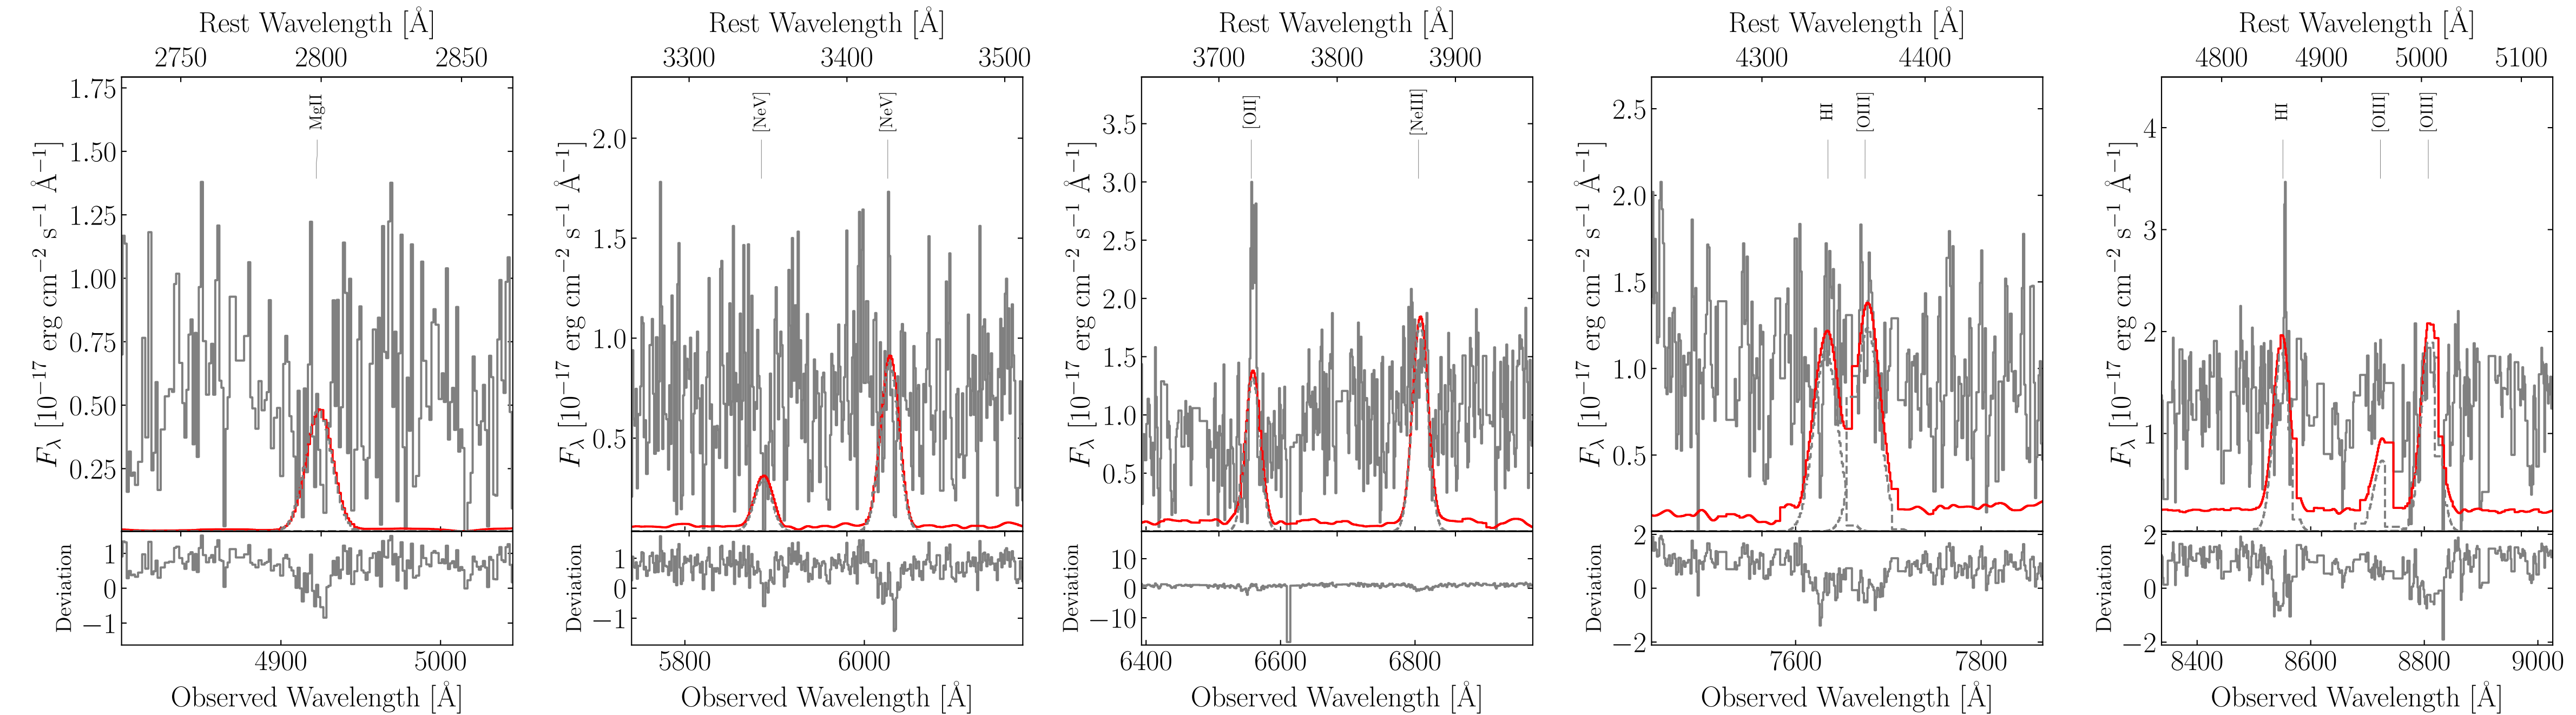 Rest Wavelength [Å]
2750 2800 2850
1.75
1.50
1.25
1.00
0.75
0.50
0.25
F_λ [10⁻¹⁷ erg cm⁻² s⁻¹ Å⁻¹]
MgII
1
0
−1
Deviation
4900 5000
Observed Wavelength [Å]
Rest Wavelength [Å]
3300 3400 3500
2.0
1.5
1.0
0.5
F_λ [10⁻¹⁷ erg cm⁻² s⁻¹ Å⁻¹]
[NeV] [NeV]
1
0
−1
Deviation
5800 6000
Observed Wavelength [Å]
Rest Wavelength [Å]
3700 3800 3900
3.5
3.0
2.5
2.0
1.5
1.0
0.5
F_λ [10⁻¹⁷ erg cm⁻² s⁻¹ Å⁻¹]
[OII] [NeIII]
10
0
−10
Deviation
6400 6600 6800
Observed Wavelength [Å]
Rest Wavelength [Å]
4300 4400
2.5
2.0
1.5
1.0
0.5
F_λ [10⁻¹⁷ erg cm⁻² s⁻¹ Å⁻¹]
HI [OIII]
2
0
−2
Deviation
7600 7800
Observed Wavelength [Å]
Rest Wavelength [Å]
4800 4900 5000 5100
4
3
2
1
F_λ [10⁻¹⁷ erg cm⁻² s⁻¹ Å⁻¹]
HI [OIII] [OIII]
2
0
−2
Deviation
8400 8600 8800 9000
Observed Wavelength [Å]